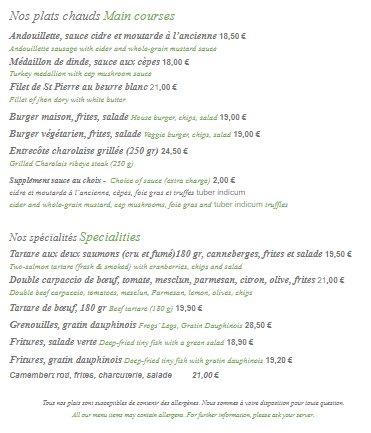 Nos plats chauds Main courses
Andouillette, sauce cidre et moutarde à l'ancienne 18,50 €
Andouillette sausage with cider and whole-grain mustard sauce
Médaillon de dinde, sauce aux cèpes 18,00 €
Turkey medallion with cep mushroom sauce
Filet de St Pierre au beurre blanc 21,00 €
Fillet of jhon dory with white butter
Burger maison, frites, salade House burger, chips, salad 19,00 €
Burger végétarien, frites, salade Veggie burger, chips, salad 19,00 €
Entrecôte charolaise grillée (250 gr) 24,50 €
Grilled Charolais ribeye steak (250 g)
Supplément sauce au choix - Choice of sauce (extra charge) 2,00 €
cidre et moutarde à l'ancienne, cèpes, foie gras et truffes tuber indicum
cider and whole-grain mustard, cep mushrooms, foie gras and tuber indicum truffles
Nos spécialités Specialities
Tartare aux deux saumons (cru et fumé)180 gr, canneberges, frites et salade 19,50 €
Two-salmon tartare (fresh & smoked) with cranberries, chips and salad
Double carpaccio de bœuf, tomate, mesclun, parmesan, citron, olive, frites 21,00 €
Double beef carpaccio, tomatoes, mesclun, Parmesan, lemon, olives, chips
Tartare de bœuf, 180 gr Beef tartare (180 g) 19,90 €
Grenouilles, gratin dauphinois Frogs' Legs, Gratin Dauphinois 28,50 €
Fritures, salade verte Deep-fried tiny fish with a green salad 18,90 €
Fritures, gratin dauphinois Deep-fried tiny fish with gratin dauphinois 19,20 €
Camembert roti, frites, charcuterie, salade 21,00 €
Tous nos plats sont susceptibles de contenir des allergènes. Nous sommes à votre disposition pour toute question.
All our menu items may contain allergens. For further information, please ask your server.